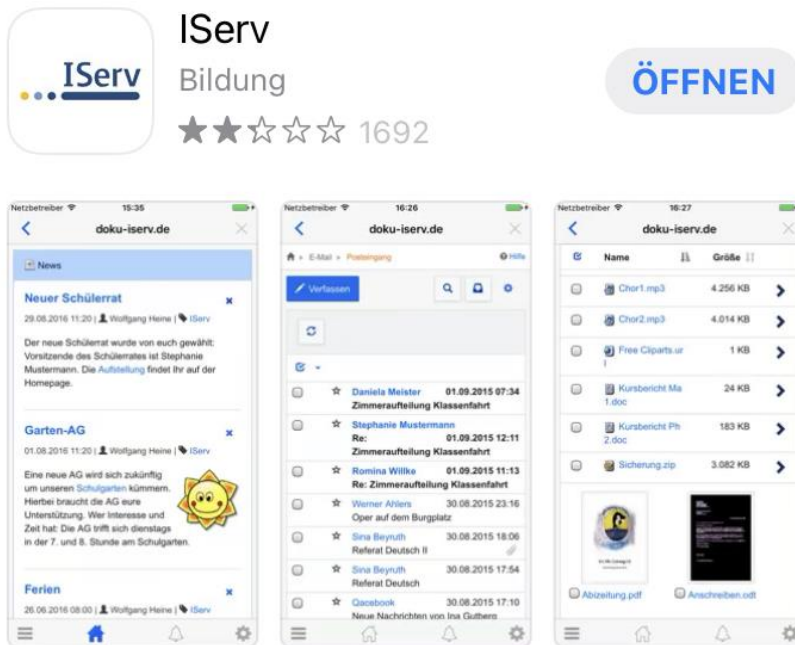 IServ
IServ
Bildung
ÖFFNEN
1692
Netzbetreiber 15:35
doku-iserv.de
News
Neuer Schülerrat
29.08.2016 11:20 | Wolfgang Heine | IServ
Der neue Schülerrat wurde von euch gewählt:
Vorsitzende des Schülerrates ist Stephanie
Mustermann. Die Aufstellung findet Ihr auf der
Homepage.
Garten-AG
01.08.2016 11:20 | Wolfgang Heine | IServ
Eine neue AG wird sich zukünftig
um unseren Schulgarten kümmern.
Hierbei braucht die AG eure
Unterstützung. Wer Interesse und
Zeit hat: Die AG trifft sich dienstags
in der 7. und 8. Stunde am Schulgarten.
Ferien
26.06.2016 08:00 | Wolfgang Heine | IServ
Netzbetreiber 16:26
doku-iserv.de
E-Mail Posteingang Hilfe
Verfassen
Daniela Meister 01.09.2015 07:34
Zimmeraufteilung Klassenfahrt
Stephanie Mustermann
Re: 01.09.2015 12:11
Zimmeraufteilung Klassenfahrt
Romina Willke 01.09.2015 11:13
Re: Zimmeraufteilung Klassenfahrt
Werner Ahlers 30.08.2015 23:16
Oper auf dem Burgplatz
Sina Beyruth 30.08.2015 18:06
Referat Deutsch II
Sina Beyruth 30.08.2015 17:54
Referat Deutsch
Qacebook 30.08.2015 17:10
Neue Nachrichten von Ina Gutberg
Netzbetreiber 16:27
doku-iserv.de
Name Größe
Chor1.mp3 4.256 KB
Chor2.mp3 4.014 KB
Free Cliparts.ur 1 KB
l
Kursbericht Ma 24 KB
1.doc
Kursbericht Ph 183 KB
2.doc
Sicherung.zip 3.082 KB
Abizeitung.pdf
Anschreiben.odt